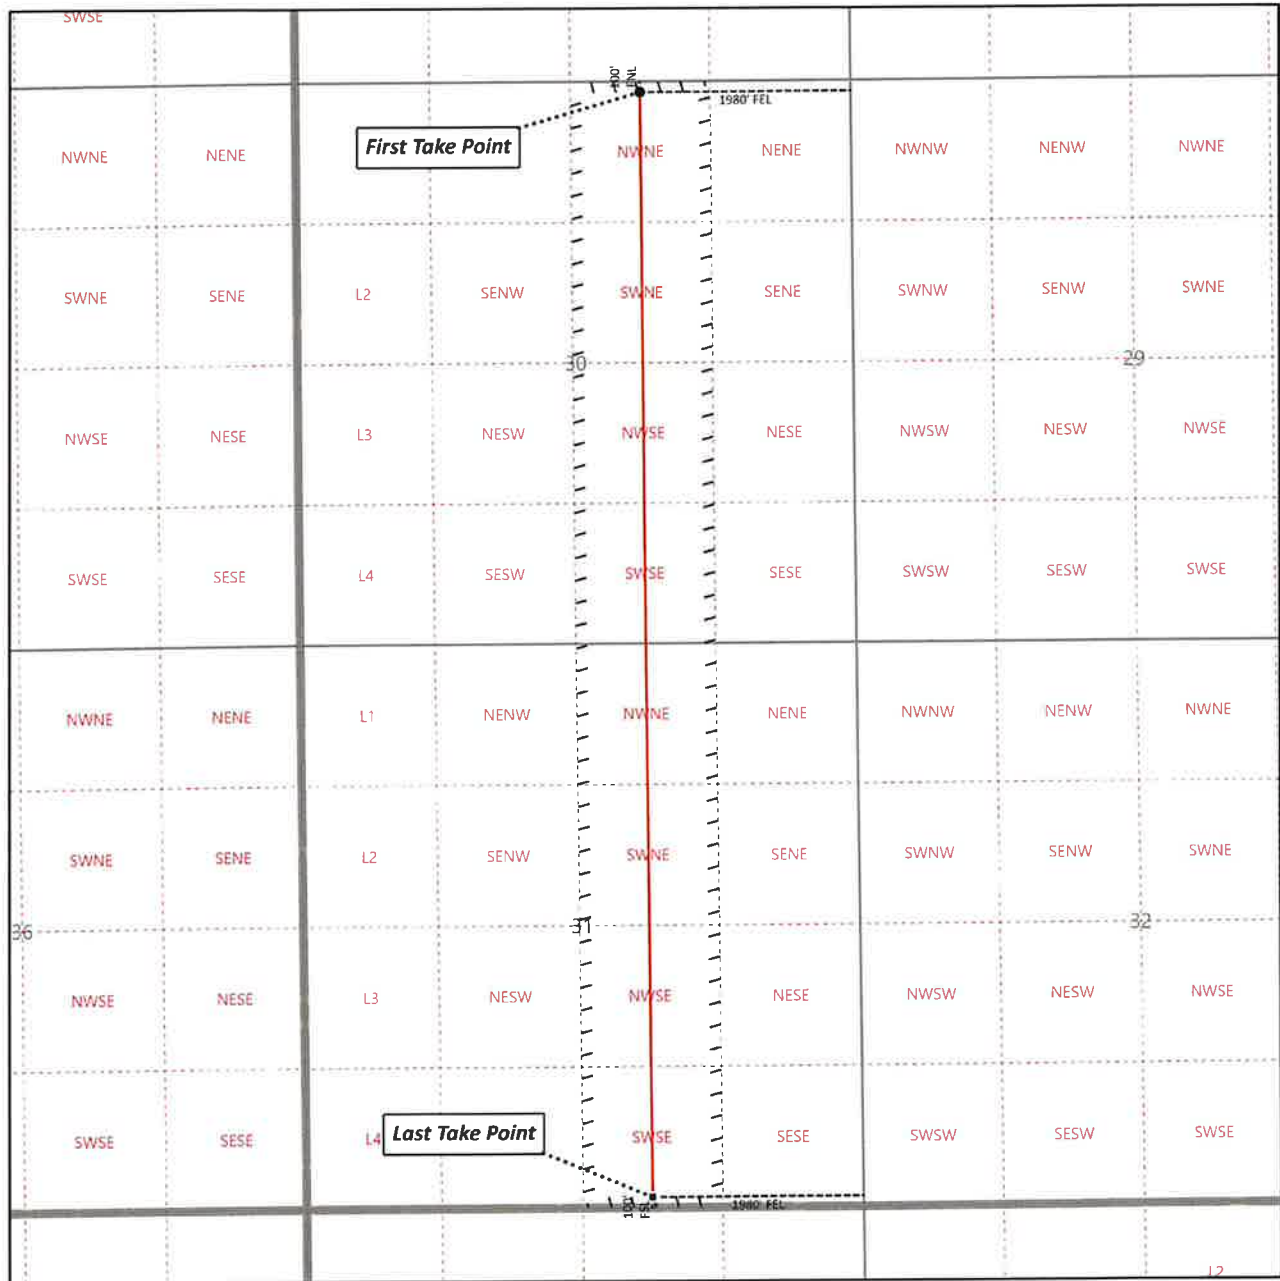 SWSE
100'
FNL
1980' FEL
First Take Point
NWNE NENE NWNE NENE NWNW NENW NWNE
SWNE SENE L2 SENW SWNE SENE SWNW SENW SWNE
30 29
NWSE NESE L3 NESW NWSE NESE NWSW NESW NWSE
SWSE SESE L4 SESW SWSE SESE SWSW SESW SWSE
NWNE NENE L1 NENW NWNE NENE NWNW NENW NWNE
SWNE SENE L2 SENW SWNE SENE SWNW SENW SWNE
36 31 32
NWSE NESE L3 NESW NWSE NESE NWSW NESW NWSE
Last Take Point
SWSE SESE L4 SWSE SESE SWSW SESW SWSE
100'
FSL
1980' FEL
L2